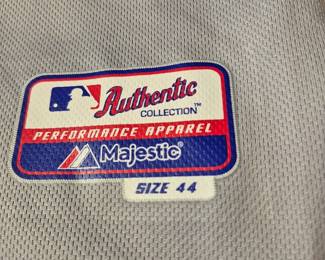 Authentic
COLLECTION™
PERFORMANCE APPAREL
Majestic®
SIZE 44